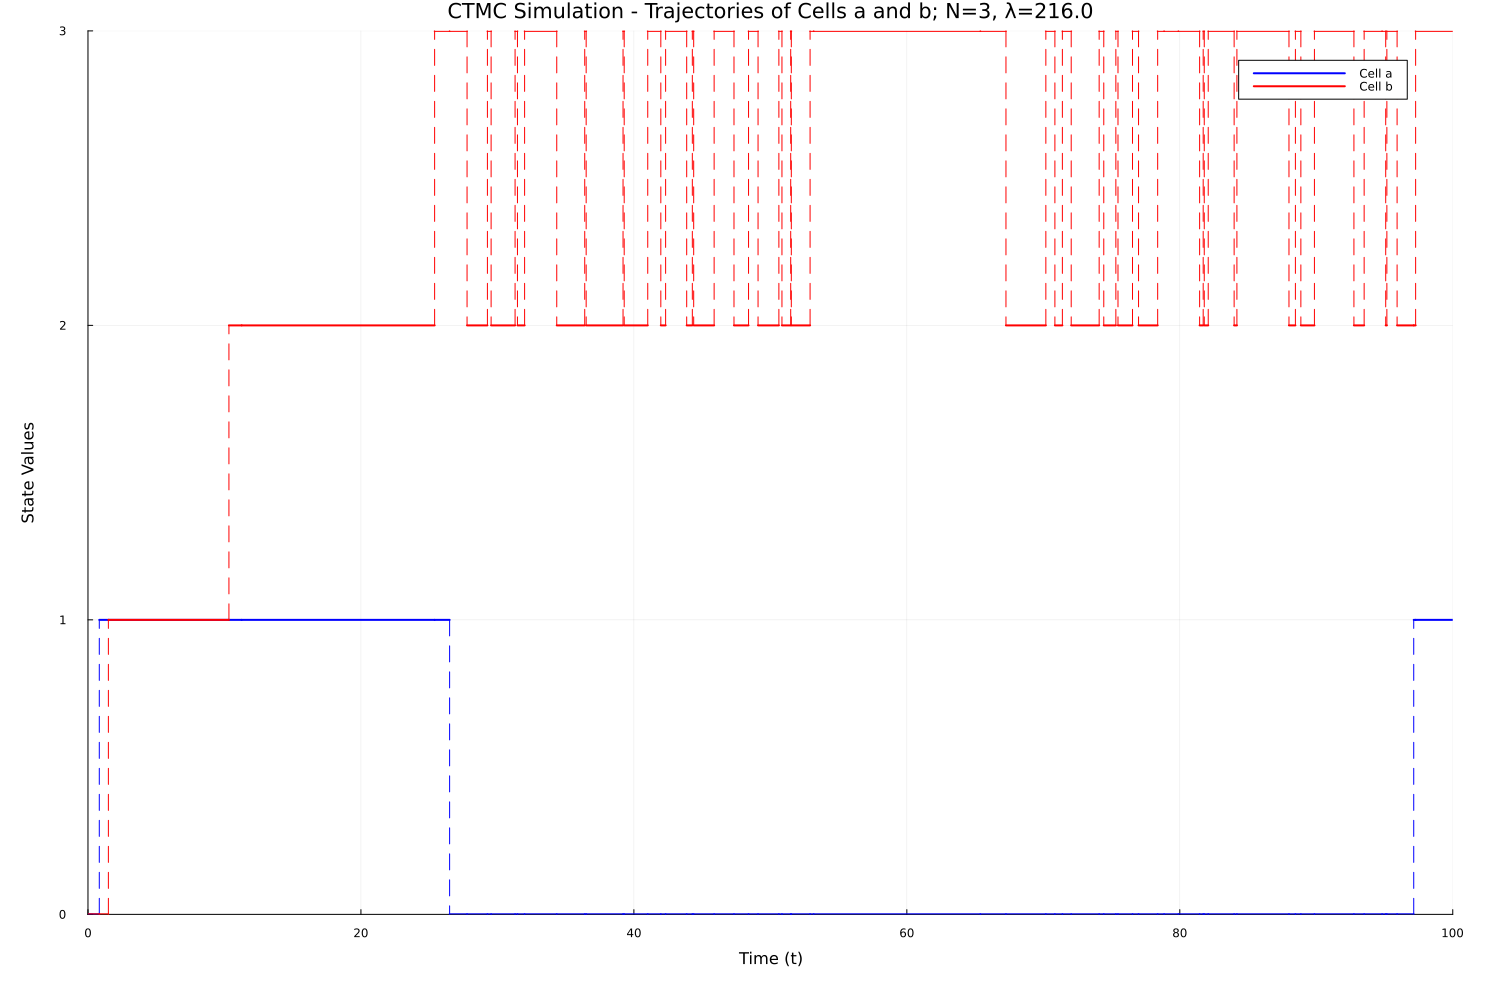 CTMC Simulation - Trajectories of Cells a and b; N=3, λ=216.0
3
Cell a
Cell b
2
State Values
1
0
0 20 40 60 80 100
Time (t)